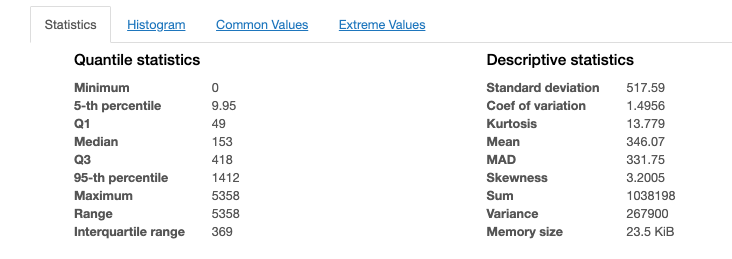 Statistics Histogram Common Values Extreme Values
Quantile statistics
Minimum 0
5-th percentile 9.95
Q1 49
Median 153
Q3 418
95-th percentile 1412
Maximum 5358
Range 5358
Interquartile range 369
Descriptive statistics
Standard deviation 517.59
Coef of variation 1.4956
Kurtosis 13.779
Mean 346.07
MAD 331.75
Skewness 3.2005
Sum 1038198
Variance 267900
Memory size 23.5 KiB